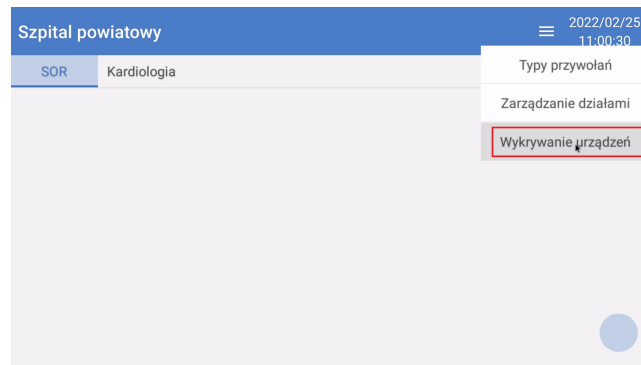 Szpital powiatowy
2022/02/25
11:00:30
SOR
Kardiologia
Typy przywołań
Zarządzanie działami
Wykrywanie urządzeń